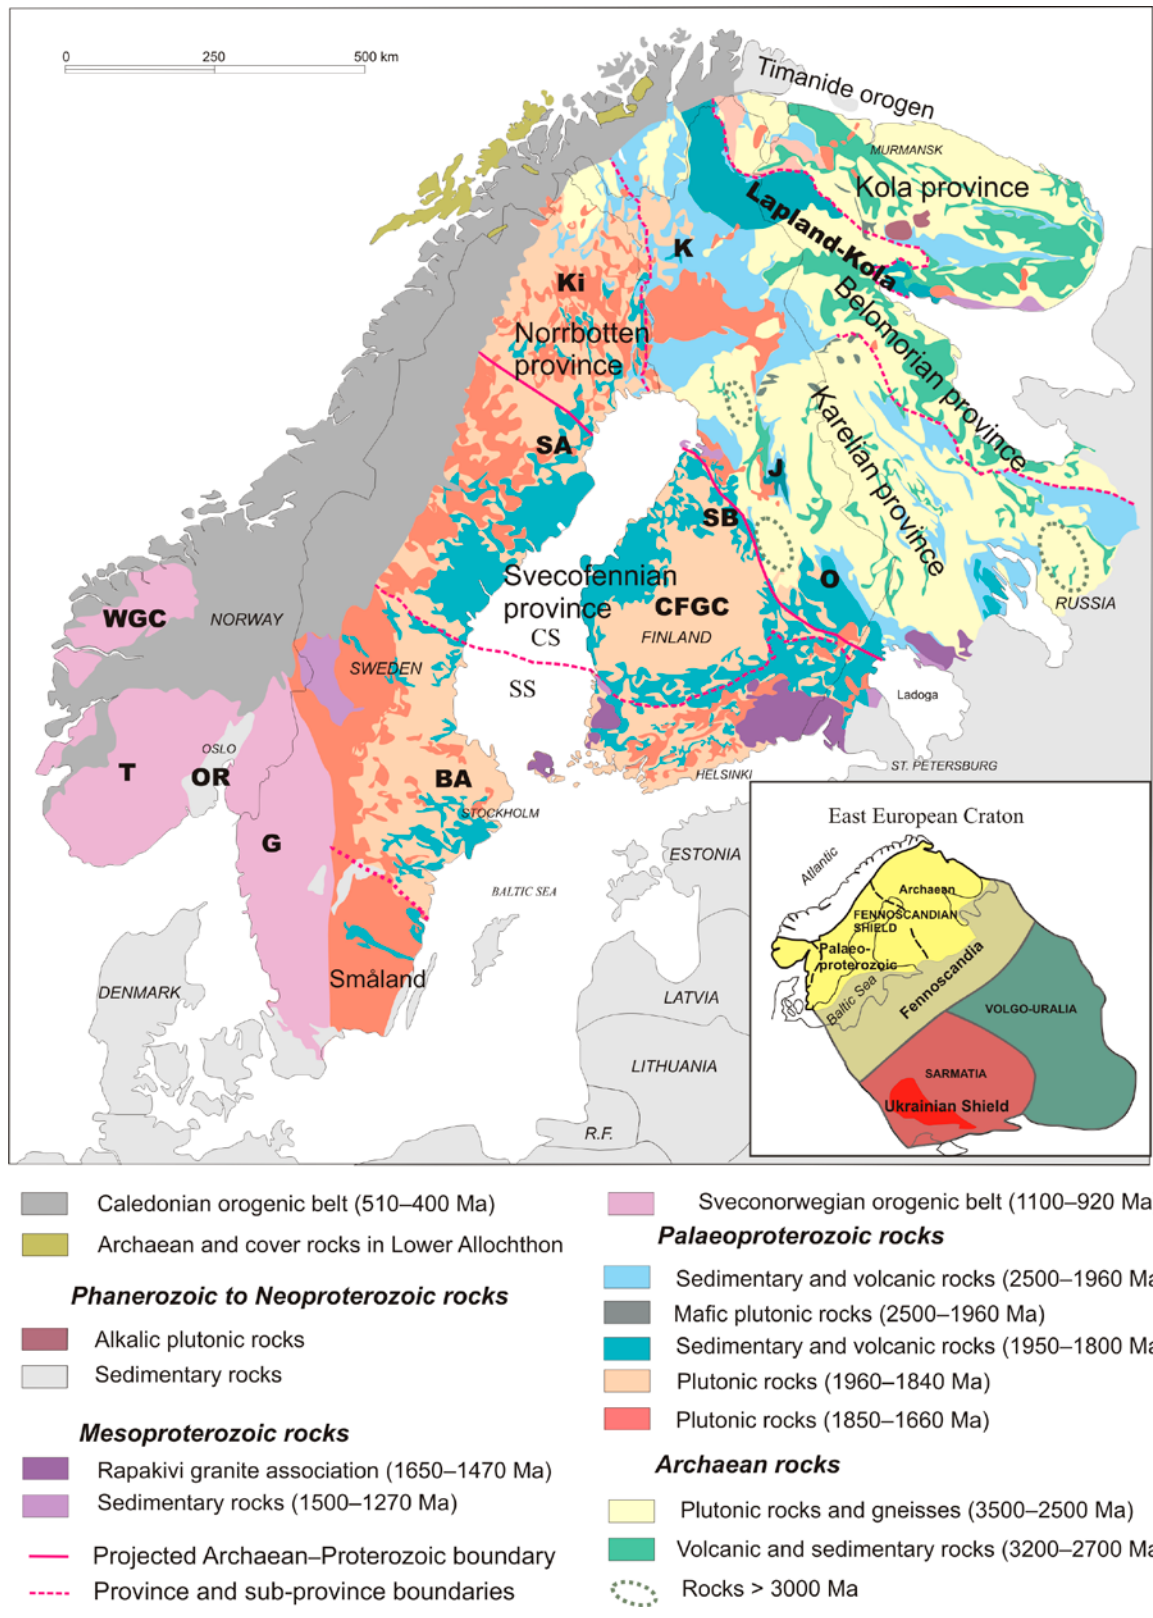 0
250
500 km
Timanide orogen
MURMANSK
Kola province
Lapland-Kola
K
Ki
Belomorian province
Norrbotten
province
Karelian province
SA
J
SB
Svecofennian
province
O
CFGC
RUSSIA
WGC
NORWAY
CS
FINLAND
SWEDEN
SS
Ladoga
OSLO
T
OR
BA
HELSINKI
ST. PETERSBURG
STOCKHOLM
G
ESTONIA
BALTIC SEA
Småland
DENMARK
LATVIA
LITHUANIA
R.F.
East European Craton
Atlantic
Archaean
FENNOSCANDIAN
SHIELD
Palaeo-
proterozoic
Baltic Sea
Fennoscandia
VOLGO-URALIA
SARMATIA
Ukrainian Shield
Caledonian orogenic belt (510–400 Ma)
Archaean and cover rocks in Lower Allochthon
Phanerozoic to Neoproterozoic rocks
Alkalic plutonic rocks
Sedimentary rocks
Mesoproterozoic rocks
Rapakivi granite association (1650–1470 Ma)
Sedimentary rocks (1500–1270 Ma)
Projected Archaean–Proterozoic boundary
Province and sub-province boundaries
Sveconorwegian orogenic belt (1100–920 Ma
Palaeoproterozoic rocks
Sedimentary and volcanic rocks (2500–1960 Ma
Mafic plutonic rocks (2500–1960 Ma)
Sedimentary and volcanic rocks (1950–1800 Ma
Plutonic rocks (1960–1840 Ma)
Plutonic rocks (1850–1660 Ma)
Archaean rocks
Plutonic rocks and gneisses (3500–2500 Ma)
Volcanic and sedimentary rocks (3200–2700 Ma
Rocks > 3000 Ma